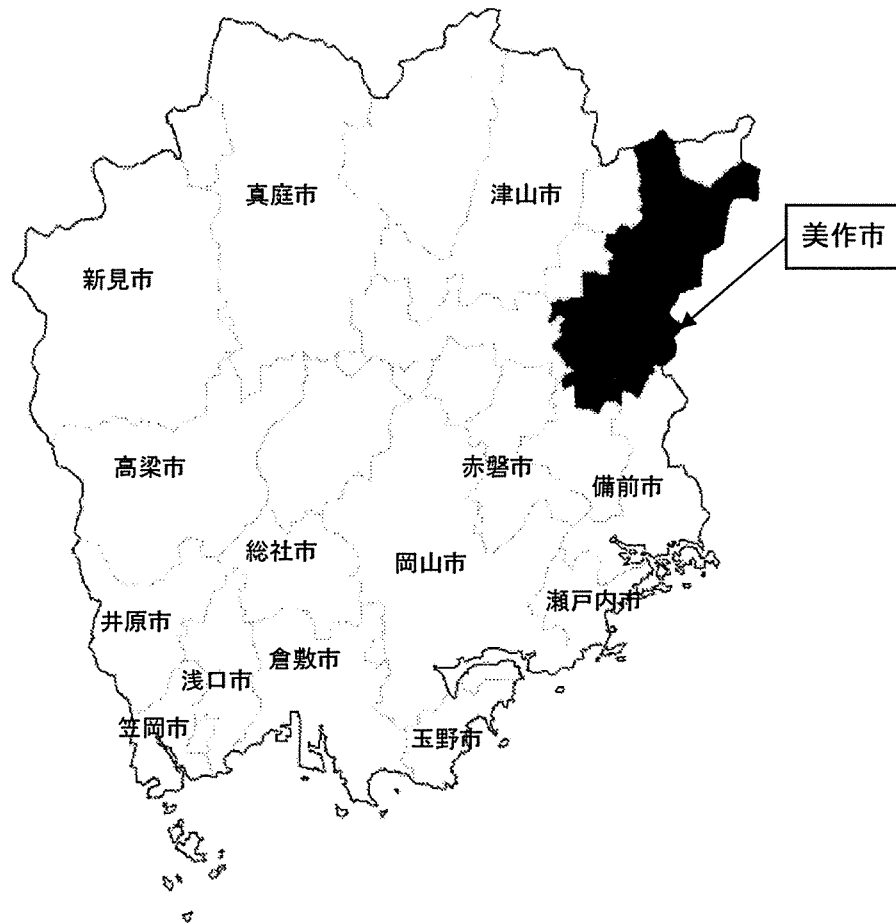 真庭市
津山市
美作市
新見市
高梁市
赤磐市
備前市
総社市
岡山市
瀬戸内市
井原市
倉敷市
浅口市
笠岡市
玉野市